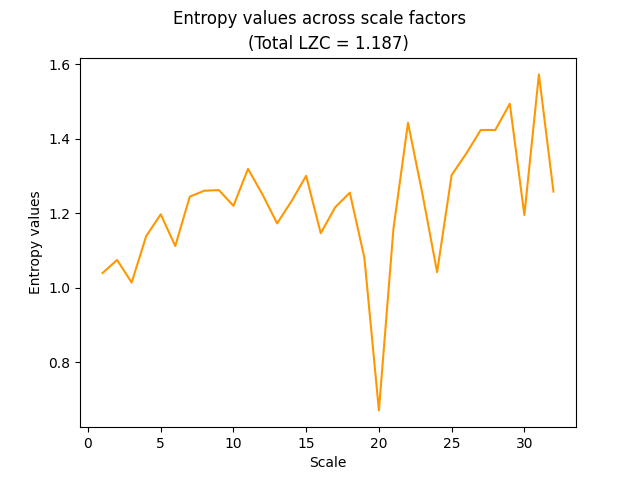 Entropy values across scale factors
(Total LZC = 1.187)
1.6
1.4
1.2
1.0
0.8
Entropy values
0 5 10 15 20 25 30
Scale